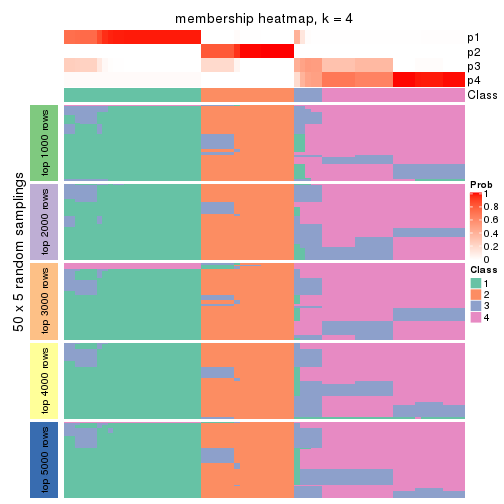 membership heatmap, k = 4
p1
p2
p3
p4
Class
50 x 5 random samplings
top 1000 rows
top 2000 rows
top 3000 rows
top 4000 rows
top 5000 rows
Prob
1
0.8
0.6
0.4
0.2
0
Class
1
2
3
4